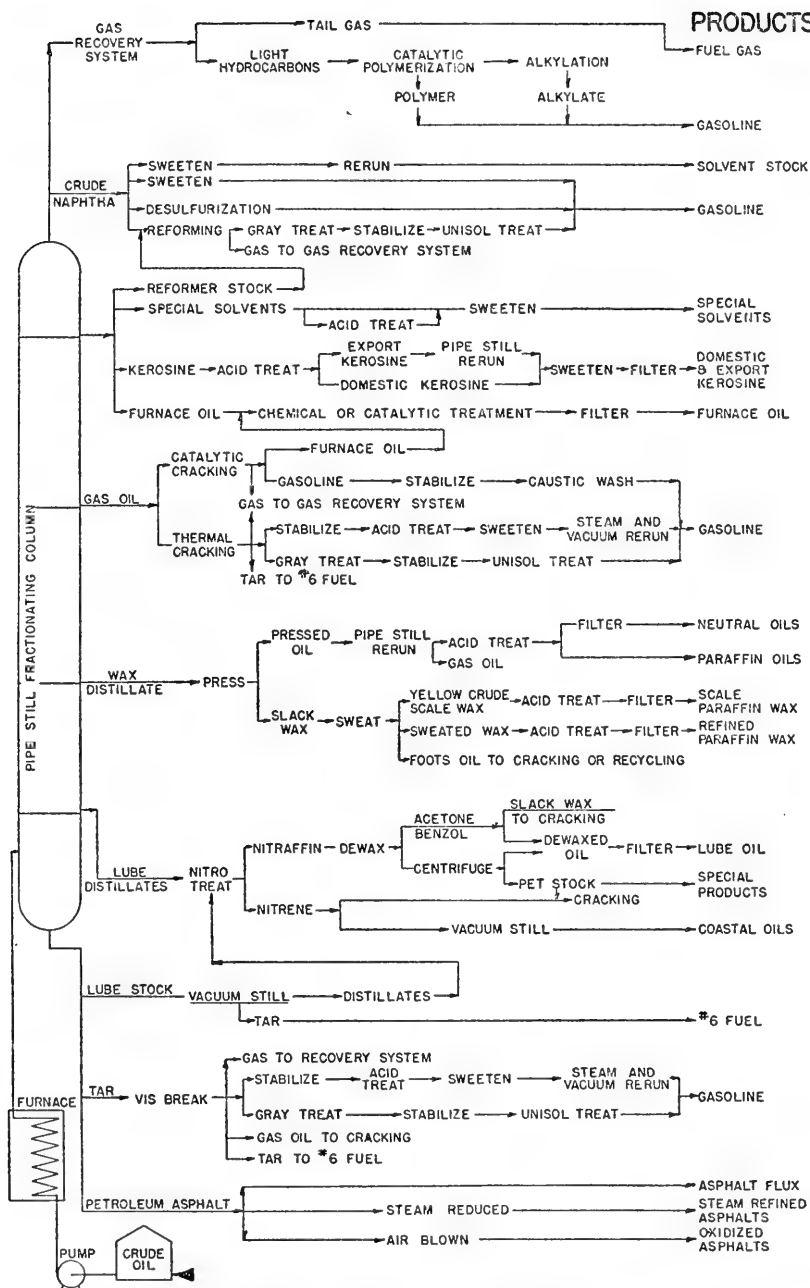 PRODUCTS
GAS RECOVERY SYSTEM
TAIL GAS
FUEL GAS
LIGHT HYDROCARBONS
CATALYTIC POLYMERIZATION
ALKYLATION
POLYMER
ALKYLATE
GASOLINE
CRUDE NAPHTHA
SWEETEN
RERUN
SOLVENT STOCK
SWEETEN
DESULFURIZATION
GASOLINE
REFORMING
GRAY TREAT
STABILIZE
UNISOL TREAT
GAS TO GAS RECOVERY SYSTEM
REFORMER STOCK
SPECIAL SOLVENTS
SWEETEN
SPECIAL SOLVENTS
ACID TREAT
KEROSINE
ACID TREAT
EXPORT KEROSINE
PIPE STILL RERUN
DOMESTIC KEROSINE
SWEETEN
FILTER
DOMESTIC & EXPORT KEROSINE
FURNACE OIL
CHEMICAL OR CATALYTIC TREATMENT
FILTER
FURNACE OIL
PIPE STILL FRACTIONATING COLUMN
GAS OIL
CATALYTIC CRACKING
FURNACE OIL
GASOLINE
STABILIZE
CAUSTIC WASH
GAS TO GAS RECOVERY SYSTEM
THERMAL CRACKING
STABILIZE
ACID TREAT
SWEETEN
STEAM AND VACUUM RERUN
GASOLINE
GRAY TREAT
STABILIZE
UNISOL TREAT
TAR TO #6 FUEL
WAX DISTILLATE
PRESS
PRESSED OIL
PIPE STILL RERUN
ACID TREAT
GAS OIL
FILTER
NEUTRAL OILS
PARAFFIN OILS
SLACK WAX
SWEAT
YELLOW CRUDE SCALE WAX
ACID TREAT
FILTER
SCALE PARAFFIN WAX
SWEATED WAX
ACID TREAT
FILTER
REFINED PARAFFIN WAX
FOOTS OIL TO CRACKING OR RECYCLING
LUBE DISTILLATES
NITRO TREAT
NITRAFFIN
DEWAX
ACETONE BENZOL
SLACK WAX TO CRACKING
DEWAXED OIL
FILTER
LUBE OIL
CENTRIFUGE
PET STOCK
SPECIAL PRODUCTS
NITRENE
CRACKING
VACUUM STILL
COASTAL OILS
LUBE STOCK
VACUUM STILL
DISTILLATES
TAR
#6 FUEL
TAR
VIS BREAK
GAS TO RECOVERY SYSTEM
STABILIZE
ACID TREAT
SWEETEN
STEAM AND VACUUM RERUN
GASOLINE
GRAY TREAT
STABILIZE
UNISOL TREAT
GAS OIL TO CRACKING
TAR TO #6 FUEL
FURNACE
PETROLEUM ASPHALT
ASPHALT FLUX
STEAM REDUCED
STEAM REFINED ASPHALTS
AIR BLOWN
OXIDIZED ASPHALTS
PUMP
CRUDE OIL